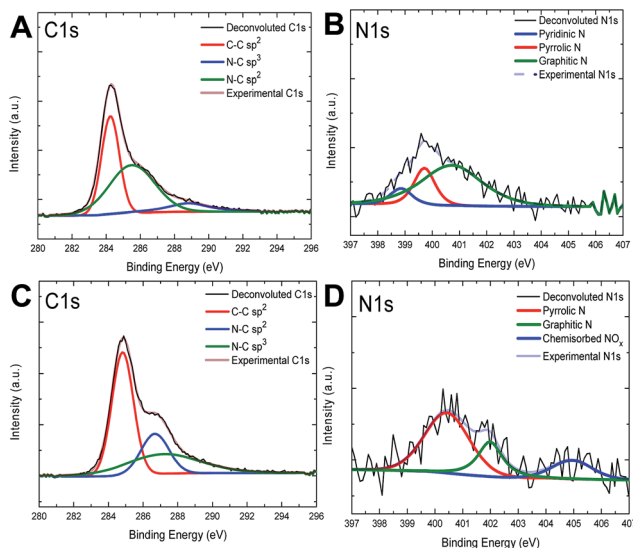 A
C1s
Deconvoluted C1s
C-C sp2
N-C sp3
N-C sp2
Experimental C1s
Intensity (a.u.)
280 282 284 286 288 290 292 294 296
Binding Energy (eV)
B
N1s
Deconvoluted N1s
Pyridinic N
Pyrrolic N
Graphitic N
Experimental N1s
Intensity (a.u.)
397 398 399 400 401 402 403 404 405 406 407
Binding Energy (eV)
C
C1s
Deconvoluted C1s
C-C sp2
N-C sp2
N-C sp3
Experimental C1s
Intensity (a.u.)
280 282 284 286 288 290 292 294 296
Binding Energy (eV)
D
N1s
Deconvoluted N1s
Pyrrolic N
Graphitic N
Chemisorbed NOx
Experimental N1s
Intensity (a.u.)
397 398 399 400 401 402 403 404 405 406 407
Binding Energy (eV)